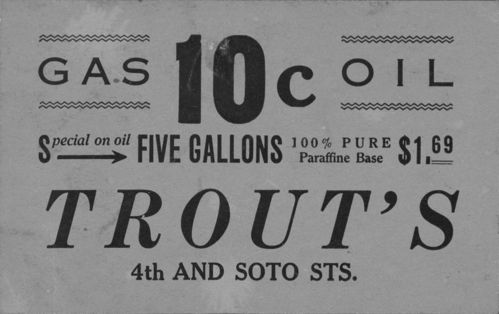 GAS 10c OIL
Special on oil FIVE GALLONS 100% PURE Paraffine Base $1.69
TROUT'S
4th AND SOTO STS.